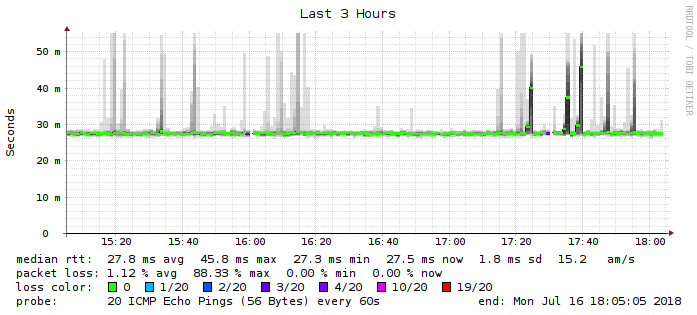 Last 3 Hours
RRDTOOL / TOBI OETIKER
Seconds
50 m
40 m
30 m
20 m
10 m
0
15:20 15:40 16:00 16:20 16:40 17:00 17:20 17:40 18:00
median rtt: 27.8 ms avg 45.8 ms max 27.3 ms min 27.5 ms now 1.8 ms sd 15.2 am/s
packet loss: 1.12 % avg 88.33 % max 0.00 % min 0.00 % now
loss color: 0 1/20 2/20 3/20 4/20 10/20 19/20
probe: 20 ICMP Echo Pings (56 Bytes) every 60s end: Mon Jul 16 18:05:05 2018